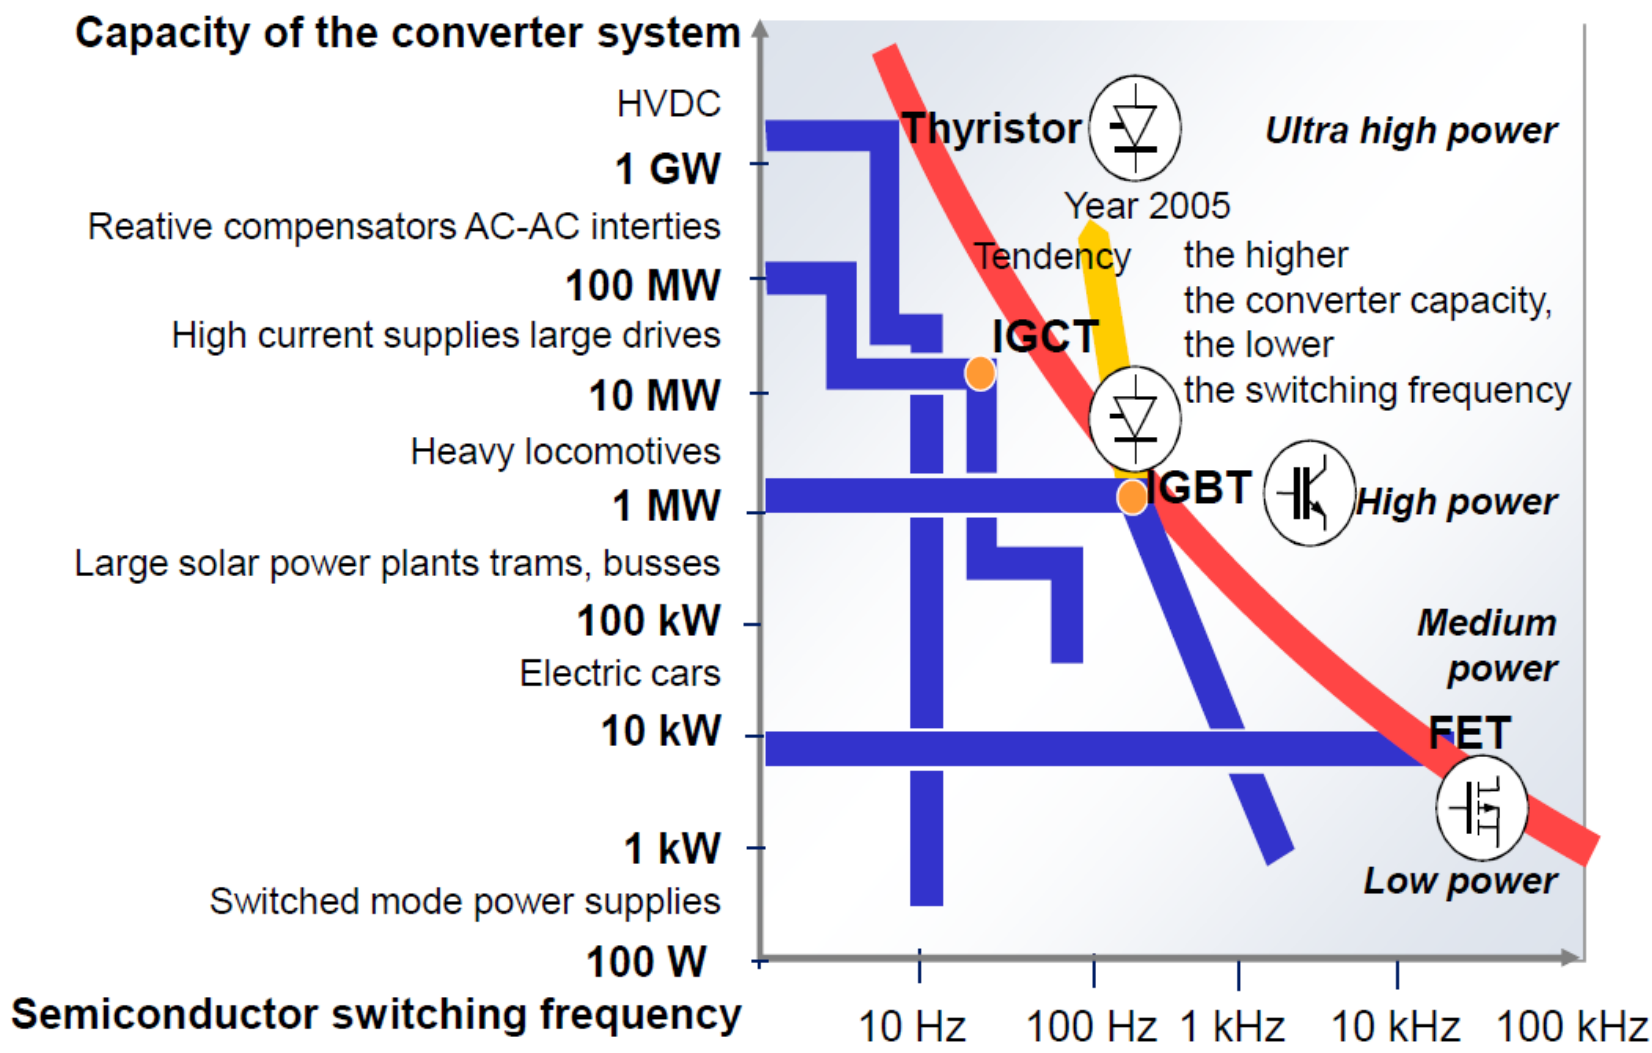 Capacity of the converter system
HVDC
1 GW
Reative compensators AC-AC interties
100 MW
High current supplies large drives
10 MW
Heavy locomotives
1 MW
Large solar power plants trams, busses
100 kW
Electric cars
10 kW
1 kW
Switched mode power supplies
100 W
Semiconductor switching frequency
10 Hz
100 Hz
1 kHz
10 kHz
100 kHz
Thyristor
Ultra high power
Year 2005
Tendency
the higher
the converter capacity,
the lower
the switching frequency
IGCT
IGBT
High power
Medium
power
FET
Low power